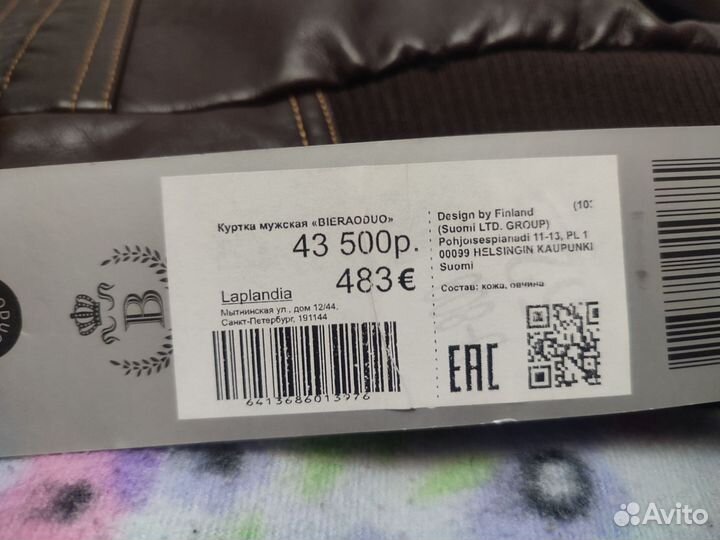 Куртка мужская «BIERAODUO»
43 500р.
483€
Laplandia
Мытнинская ул., дом 12/44,
Санкт-Петербург, 191144
6413686013976
Design by Finland
(Suomi LTD. GROUP)
Pohjoisesplanadi 11-13, PL 1
00099 HELSINGIN KAUPUNKI
Suomi
Состав: кожа, овчина
EAC
B
Avito